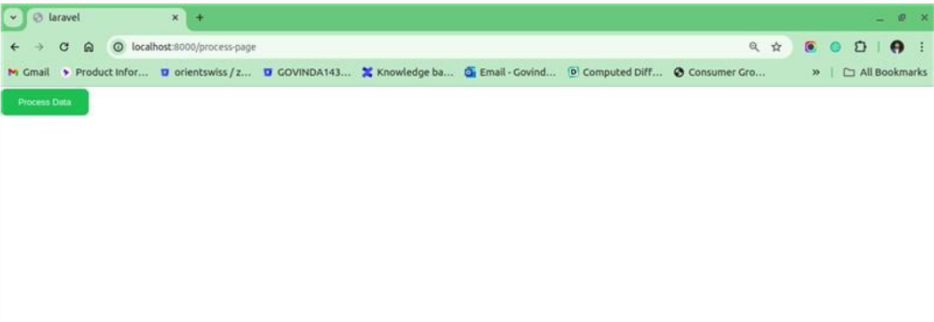 laravel
localhost:8000/process-page
Gmail Product Infor... orientswiss / z... GOVINDA143... Knowledge ba... Email - Govind... Computed Diff... Consumer Gro... » All Bookmarks
Process Data